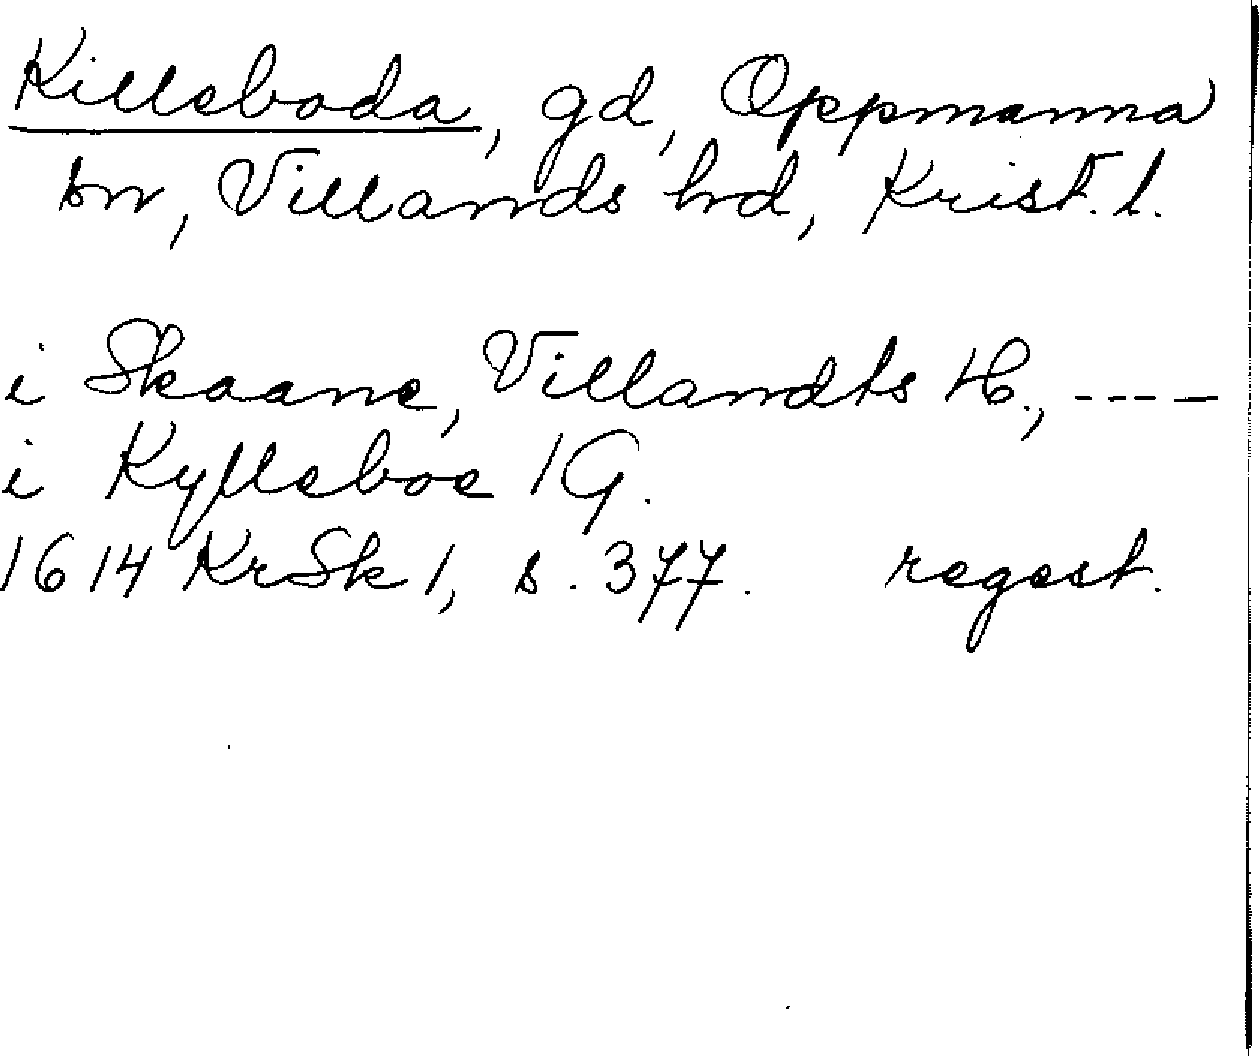 Killeboda, gd, Oppmanna
sn, Villands hd, Krist. l.
i Skaane, Villandts H., ----
i Kylleboe 1 G.
1614 KrSk 1, s. 377. regest.